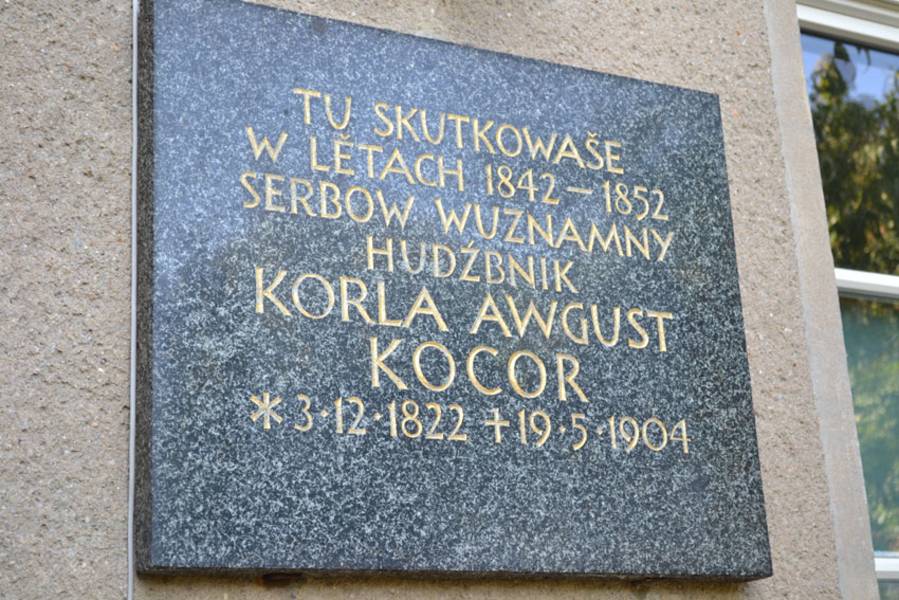 TU SKUTKOWAŠE
W LĚTACH 1842–1852
SERBOW WUZNAMNY
HUDŹBNIK
KORLA AWGUST
KOCOR
* 3·12·1822 +19·5·1904